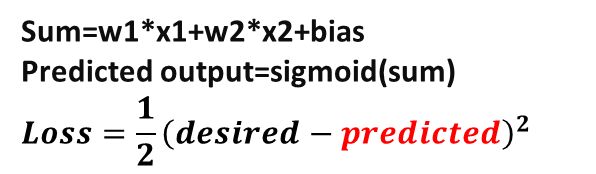 Sum=w1*x1+w2*x2+bias
Predicted output=sigmoid(sum)
Loss = 1/2 (desired − predicted)²